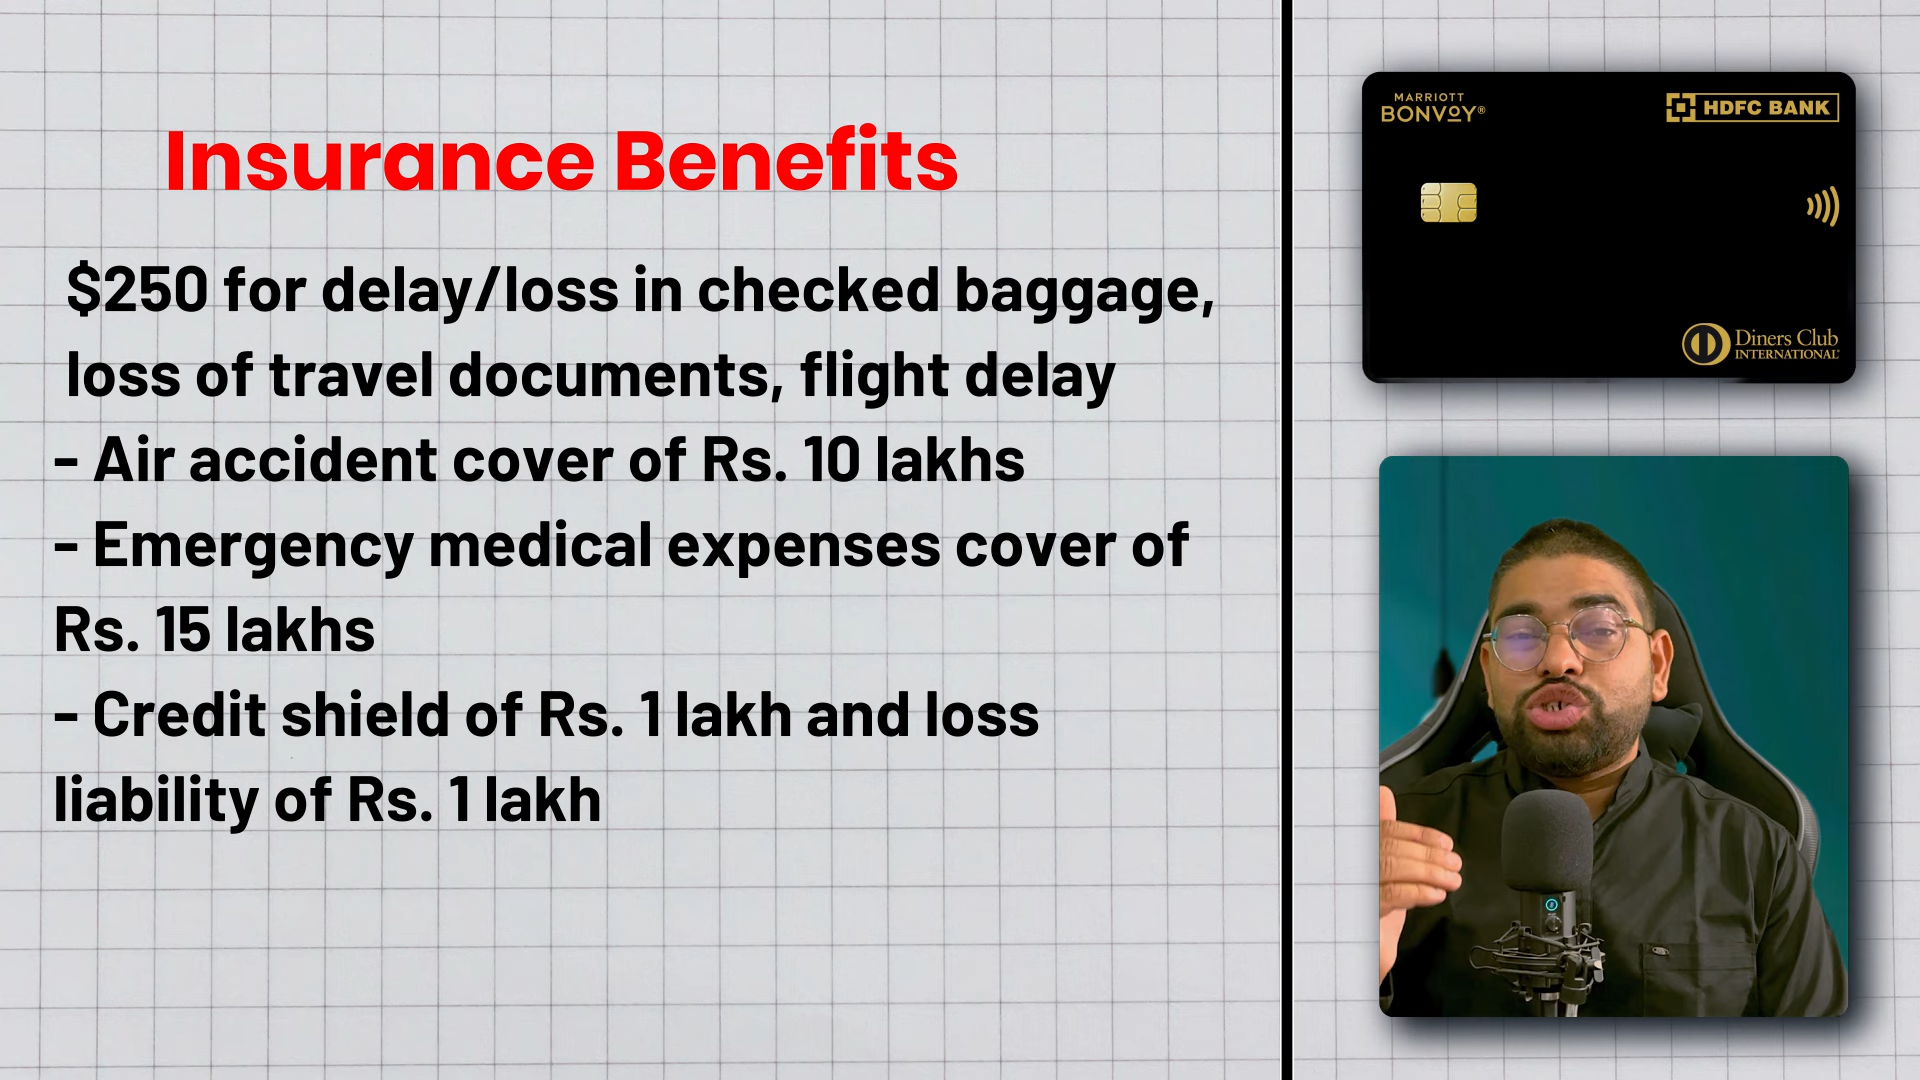 Insurance Benefits
$250 for delay/loss in checked baggage,
loss of travel documents, flight delay
- Air accident cover of Rs. 10 lakhs
- Emergency medical expenses cover of
Rs. 15 lakhs
- Credit shield of Rs. 1 lakh and loss
liability of Rs. 1 lakh
MARRIOTT
BONVOY®
HDFC BANK
Diners Club
INTERNATIONAL®